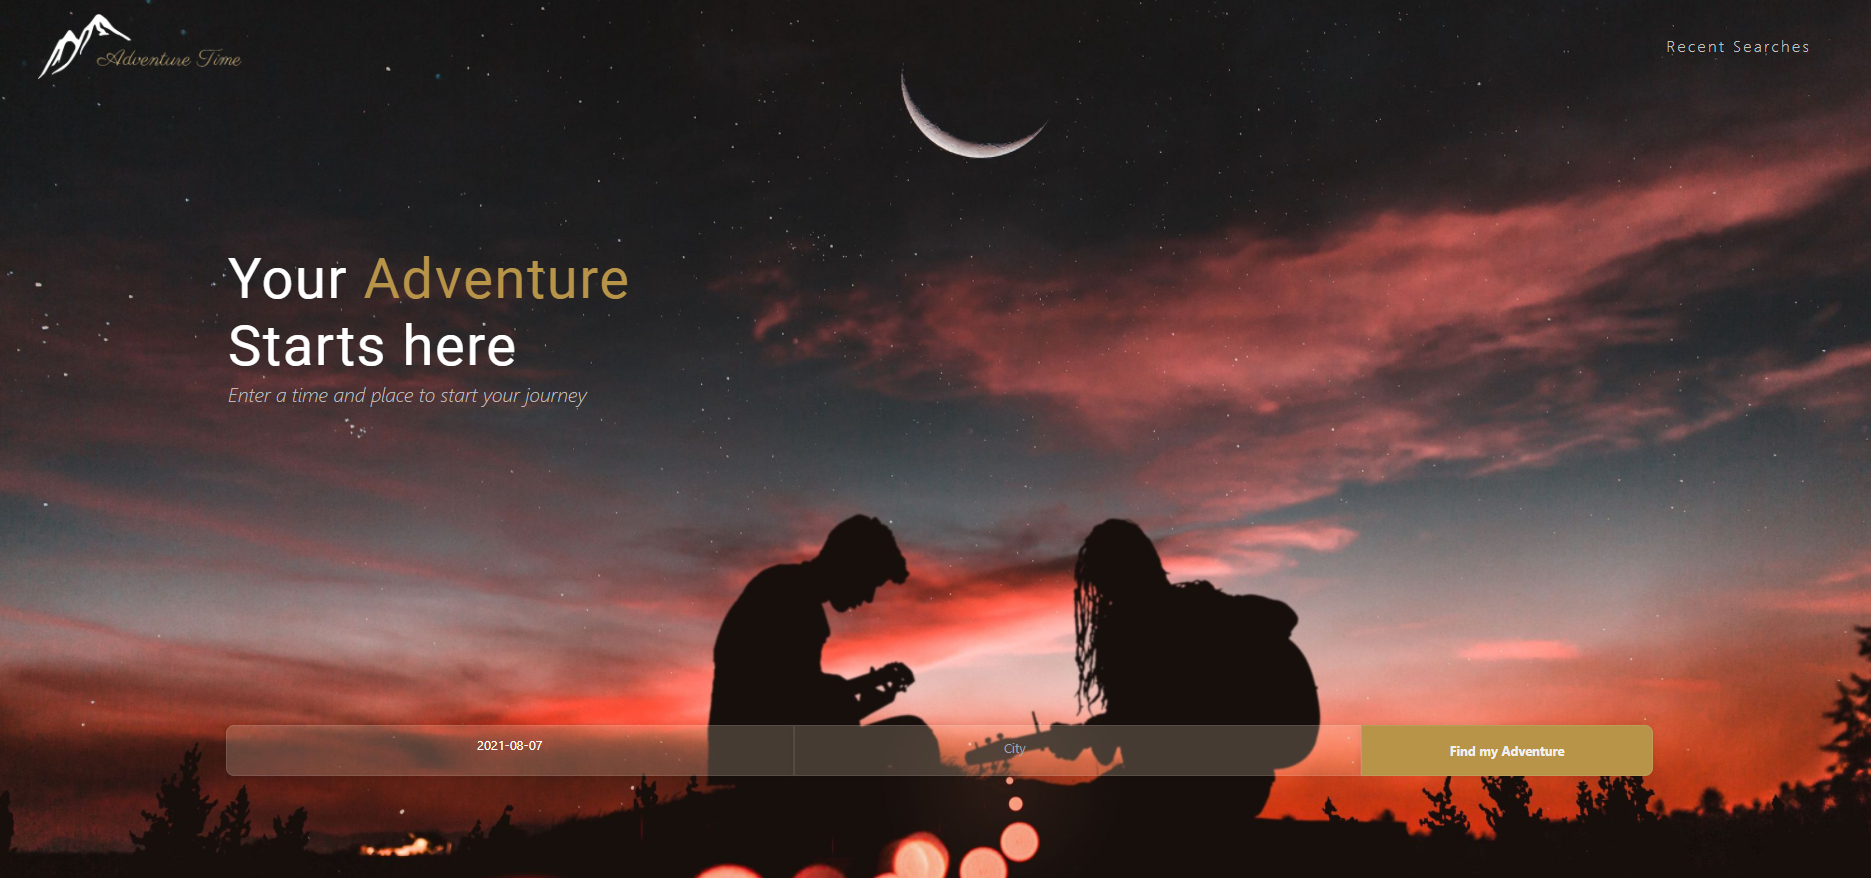 Adventure Time
Recent Searches
Your Adventure
Starts here
Enter a time and place to start your journey
2021-08-07
City
Find my Adventure